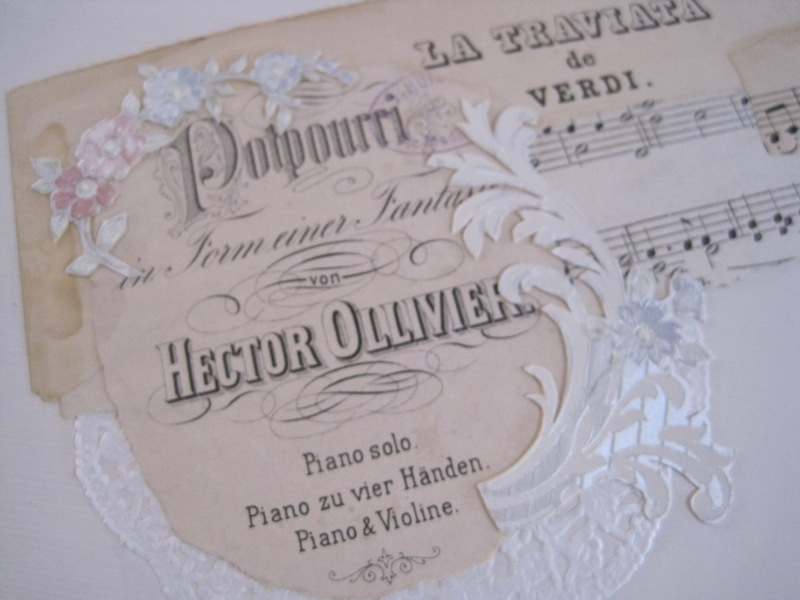 LA TRAVIATA
de
VERDI.
Potpourri
in Form einer Fantasie
von
HECTOR OLLIVIER.
Piano solo.
Piano zu vier Händen.
Piano & Violine.